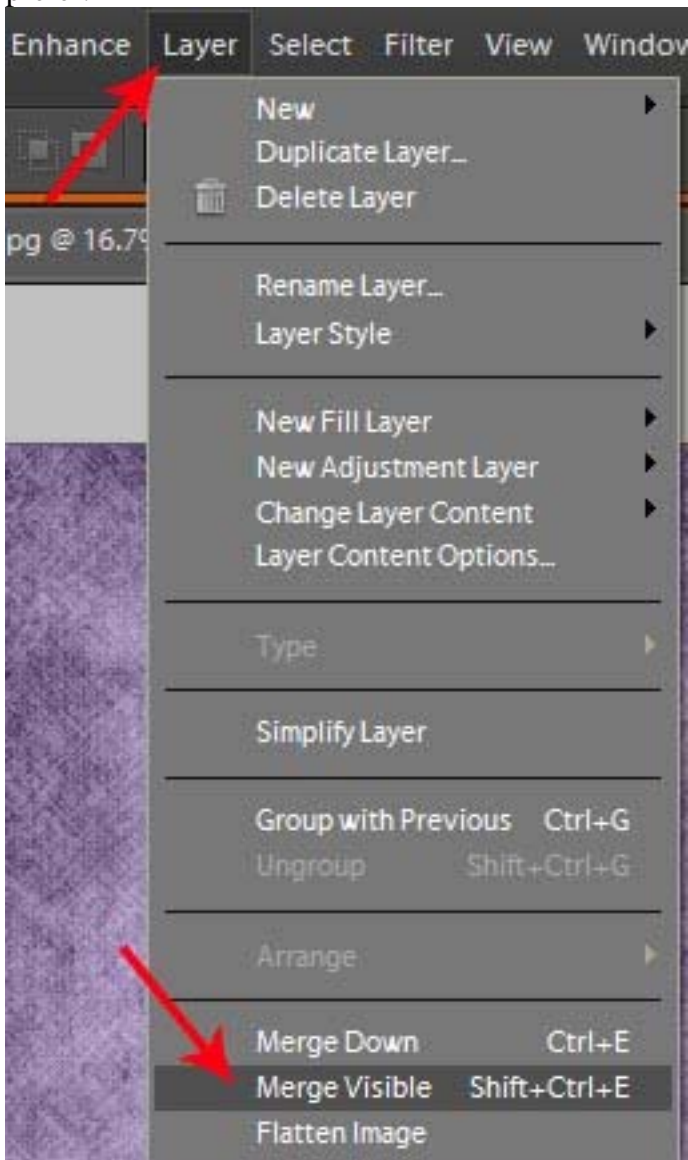 Enhance Layer Select Filter View Window
New
Duplicate Layer...
Delete Layer
pg @ 16.7%
Rename Layer...
Layer Style
New Fill Layer
New Adjustment Layer
Change Layer Content
Layer Content Options...
Type
Simplify Layer
Group with Previous Ctrl+G
Ungroup Shift+Ctrl+G
Arrange
Merge Down Ctrl+E
Merge Visible Shift+Ctrl+E
Flatten Image